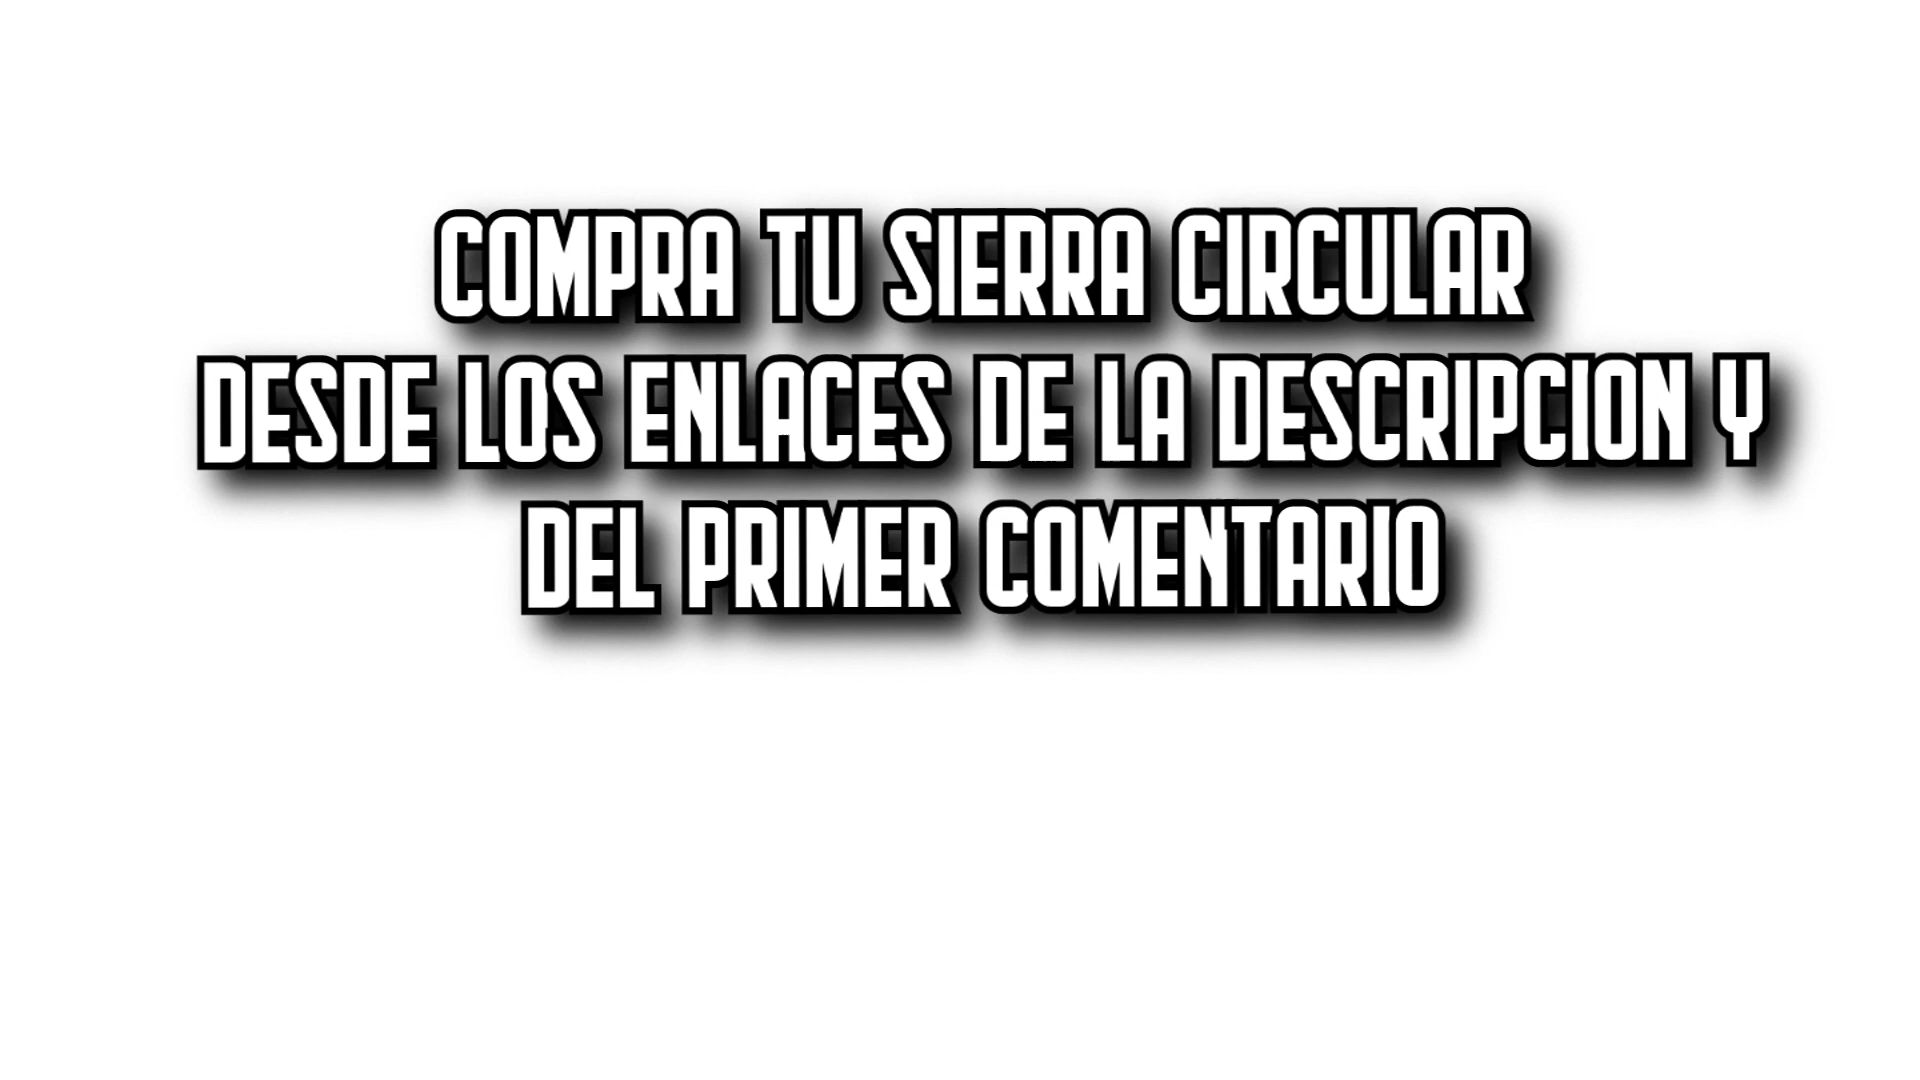 COMPRA TU SIERRA CIRCULAR
DESDE LOS ENLACES DE LA DESCRIPCION Y
DEL PRIMER COMENTARIO